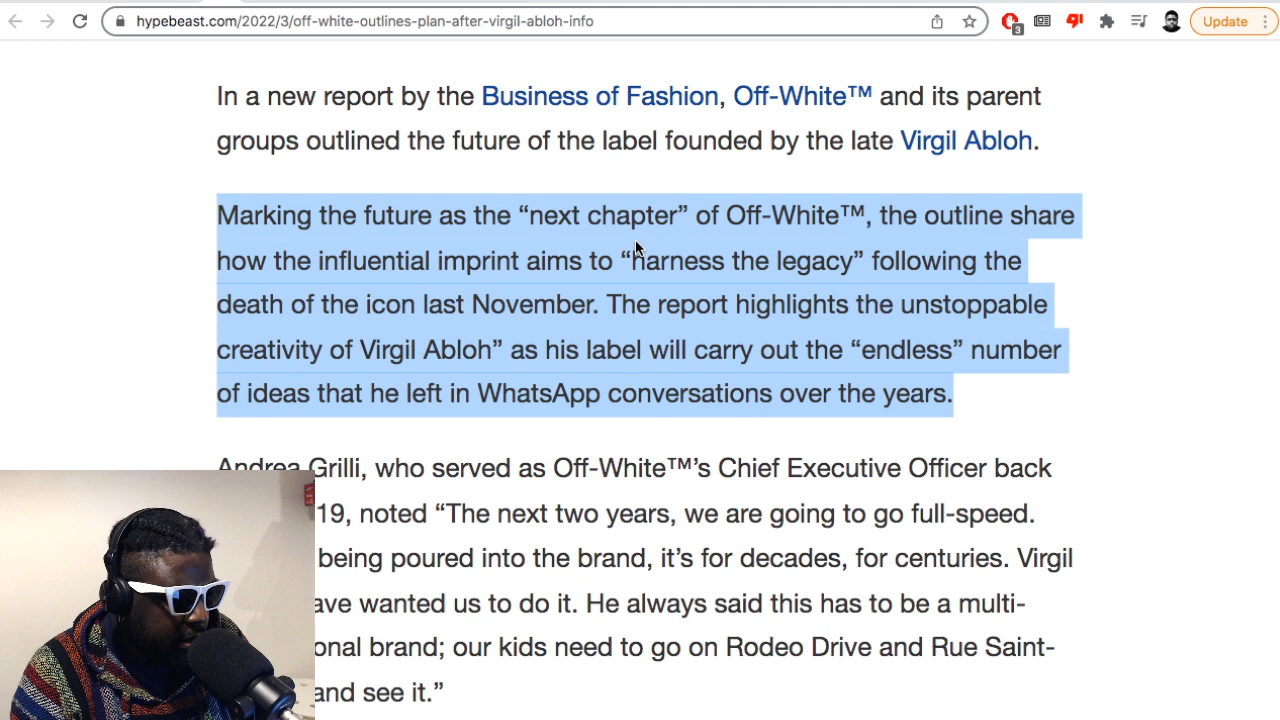 hypebeast.com/2022/3/off-white-outlines-plan-after-virgil-abloh-info
3
Update
In a new report by the Business of Fashion, Off-White™ and its parent
groups outlined the future of the label founded by the late Virgil Abloh.
Marking the future as the “next chapter” of Off-White™, the outline share
how the influential imprint aims to “harness the legacy” following the
death of the icon last November. The report highlights the unstoppable
creativity of Virgil Abloh” as his label will carry out the “endless” number
of ideas that he left in WhatsApp conversations over the years.
Andrea Grilli, who served as Off-White™’s Chief Executive Officer back
19, noted “The next two years, we are going to go full-speed.
being poured into the brand, it’s for decades, for centuries. Virgil
ave wanted us to do it. He always said this has to be a multi-
onal brand; our kids need to go on Rodeo Drive and Rue Saint-
and see it.”